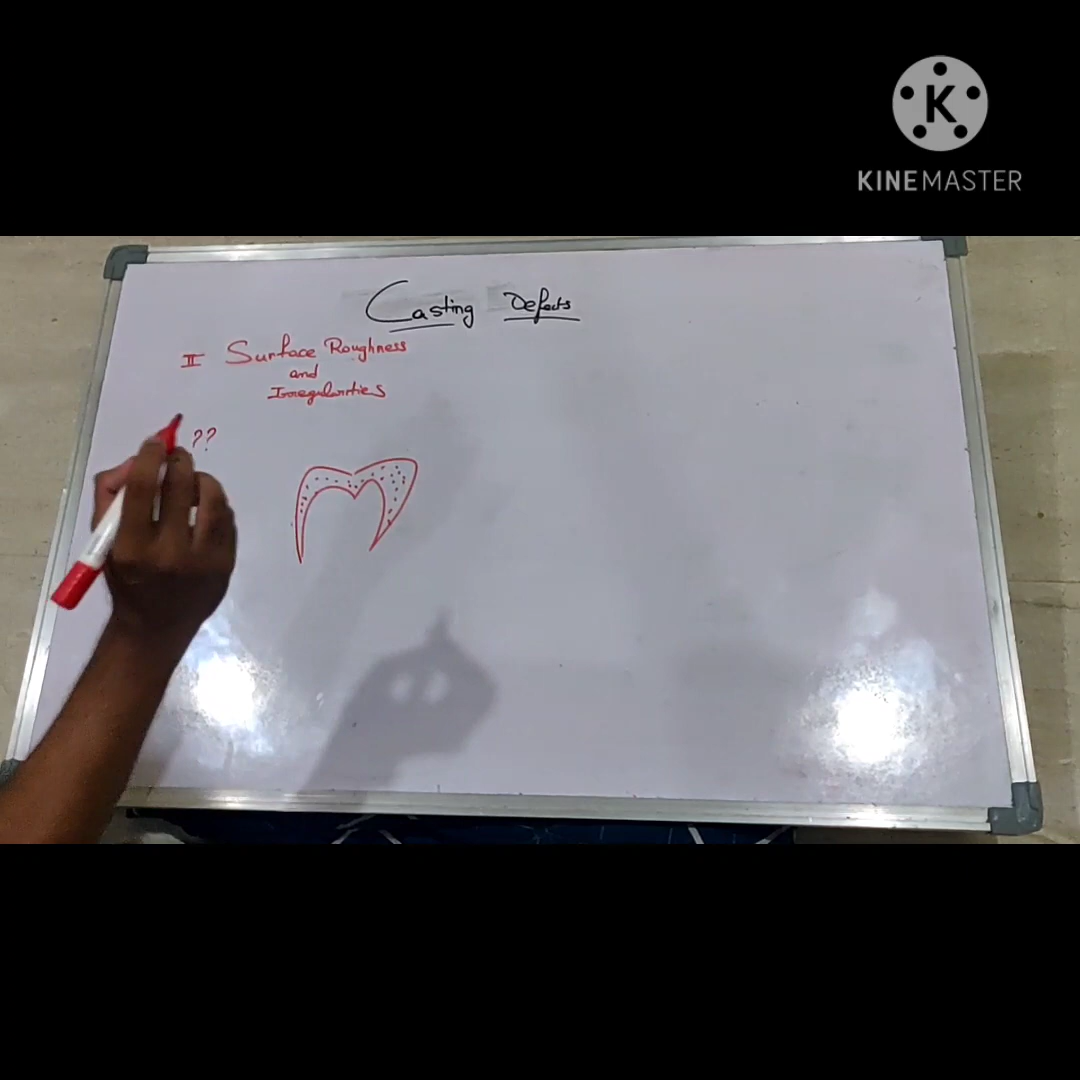 KINEMASTER
Casting Defects
II Surface Roughness
and
Irregularities
??